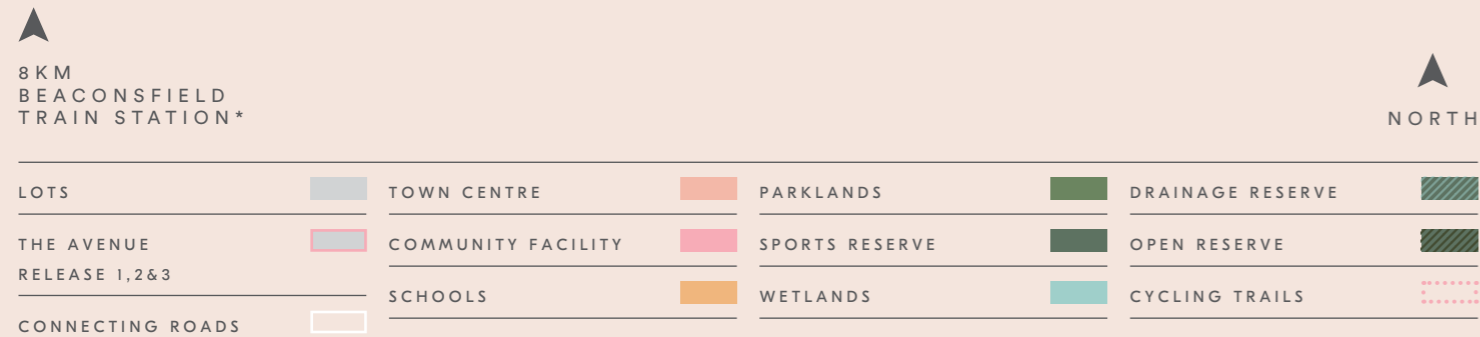 8KM
BEACONSFIELD
TRAIN STATION*
NORTH
LOTS
THE AVENUE
RELEASE 1,2&3
CONNECTING ROADS
TOWN CENTRE
COMMUNITY FACILITY
SCHOOLS
PARKLANDS
SPORTS RESERVE
WETLANDS
DRAINAGE RESERVE
OPEN RESERVE
CYCLING TRAILS